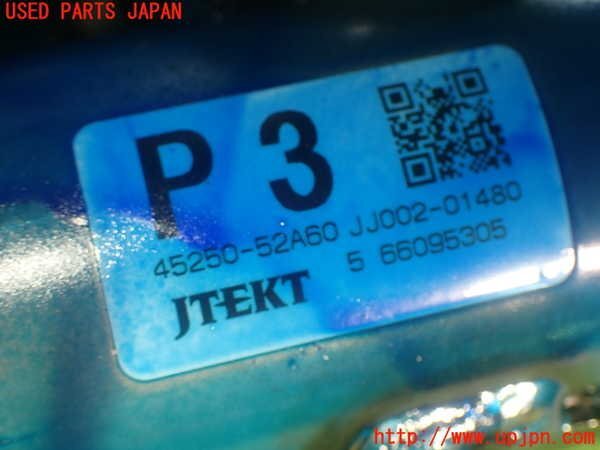 USED PARTS JAPAN
P 3
45250-52A60 JJ002-01480
5 66095305
JTEKT
http://www.upjpn.com